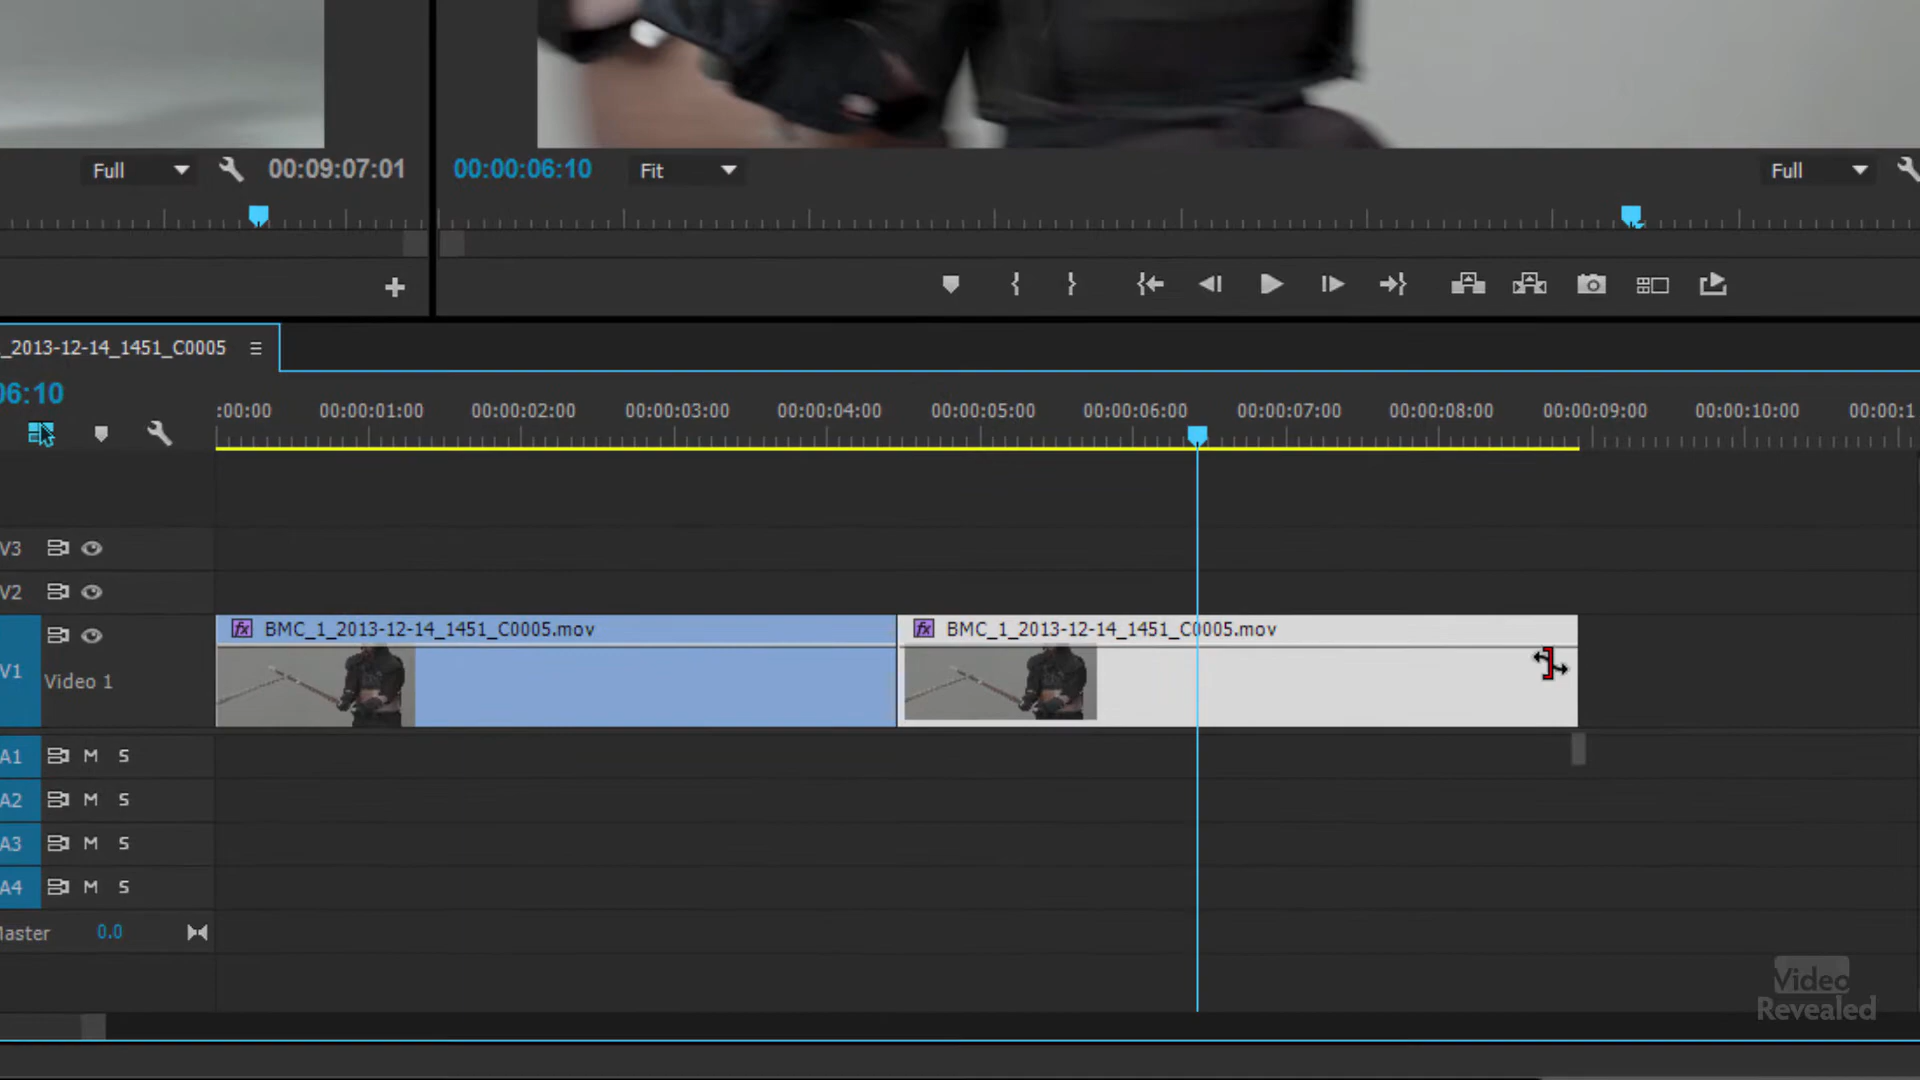 Full 00:09:07:01 00:00:06:10 Fit Full
_2013-12-14_1451_C0005
06:10
:00:00 00:00:01:00 00:00:02:00 00:00:03:00 00:00:04:00 00:00:05:00 00:00:06:00 00:00:07:00 00:00:08:00 00:00:09:00 00:00:10:00 00:00:1
V3
V2
fx BMC_1_2013-12-14_1451_C0005.mov fx BMC_1_2013-12-14_1451_C0005.mov
V1 Video 1
A1 M S
A2 M S
A3 M S
A4 M S
Master 0.0
Video
Revealed